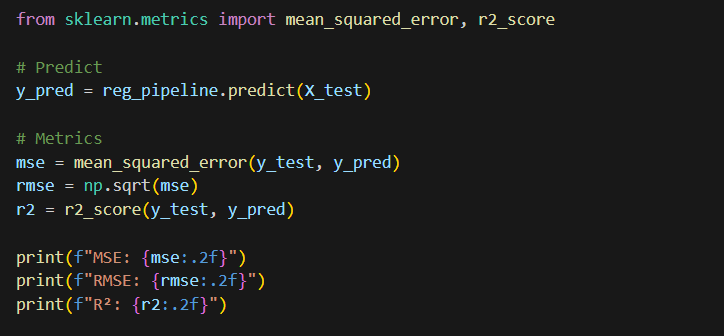 from sklearn.metrics import mean_squared_error, r2_score
# Predict
y_pred = reg_pipeline.predict(X_test)
# Metrics
mse = mean_squared_error(y_test, y_pred)
rmse = np.sqrt(mse)
r2 = r2_score(y_test, y_pred)
print(f"MSE: {mse:.2f}")
print(f"RMSE: {rmse:.2f}")
print(f"R²: {r2:.2f}")